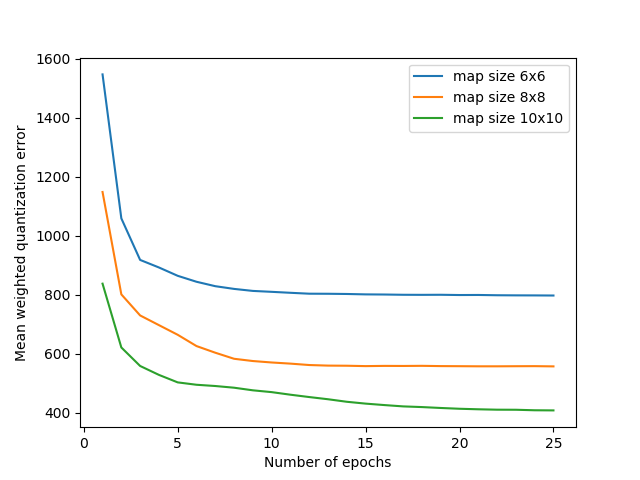 map size 6x6
map size 8x8
map size 10x10
Mean weighted quantization error
1600
1400
1200
1000
800
600
400
0 5 10 15 20 25
Number of epochs